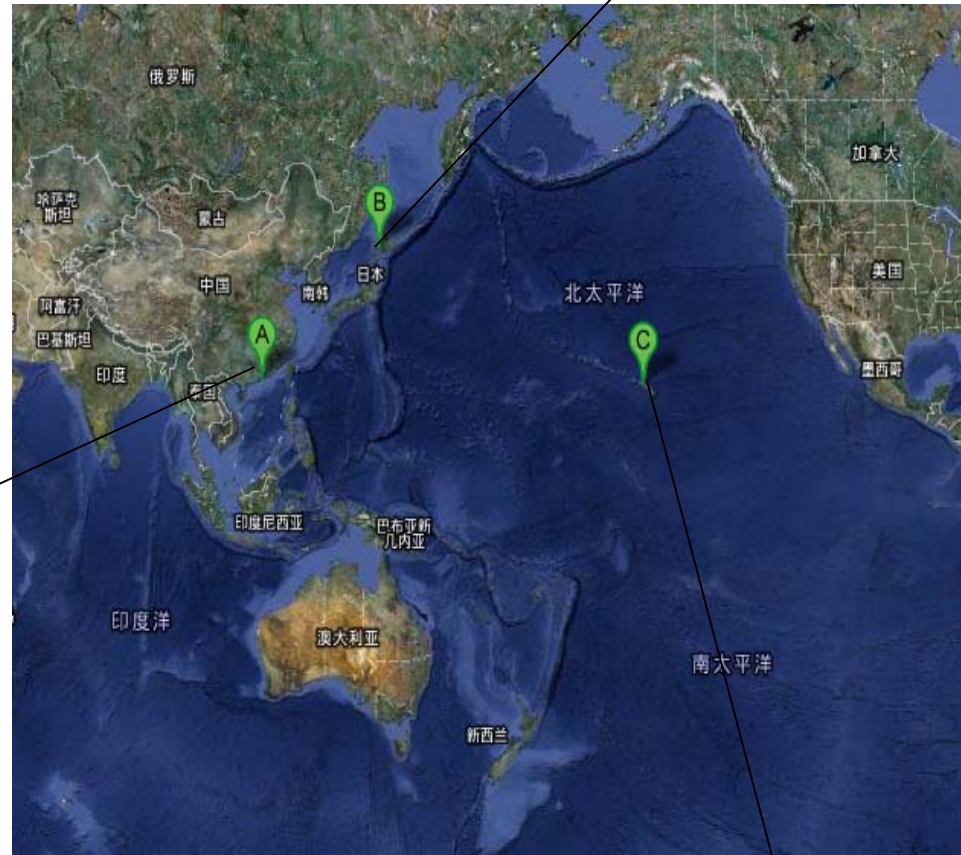 俄罗斯
加拿大
哈萨克
斯坦
B
蒙古
日本
美国
中国
南韩
北太平洋
阿富汗
巴基斯坦
A
C
印度
泰国
墨西哥
印度尼西亚
巴布亚新
几内亚
印度洋
澳大利亚
南太平洋
新西兰